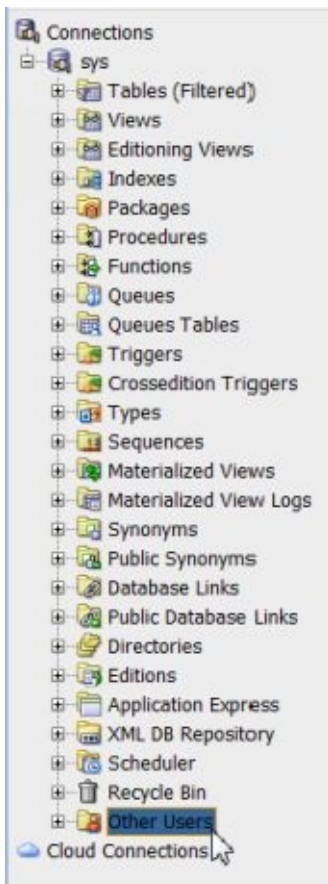 Connections
sys
Tables (Filtered)
Views
Editioning Views
Indexes
Packages
Procedures
Functions
Queues
Queues Tables
Triggers
Crossedition Triggers
Types
Sequences
Materialized Views
Materialized View Logs
Synonyms
Public Synonyms
Database Links
Public Database Links
Directories
Editions
Application Express
XML DB Repository
Scheduler
Recycle Bin
Other Users
Cloud Connections